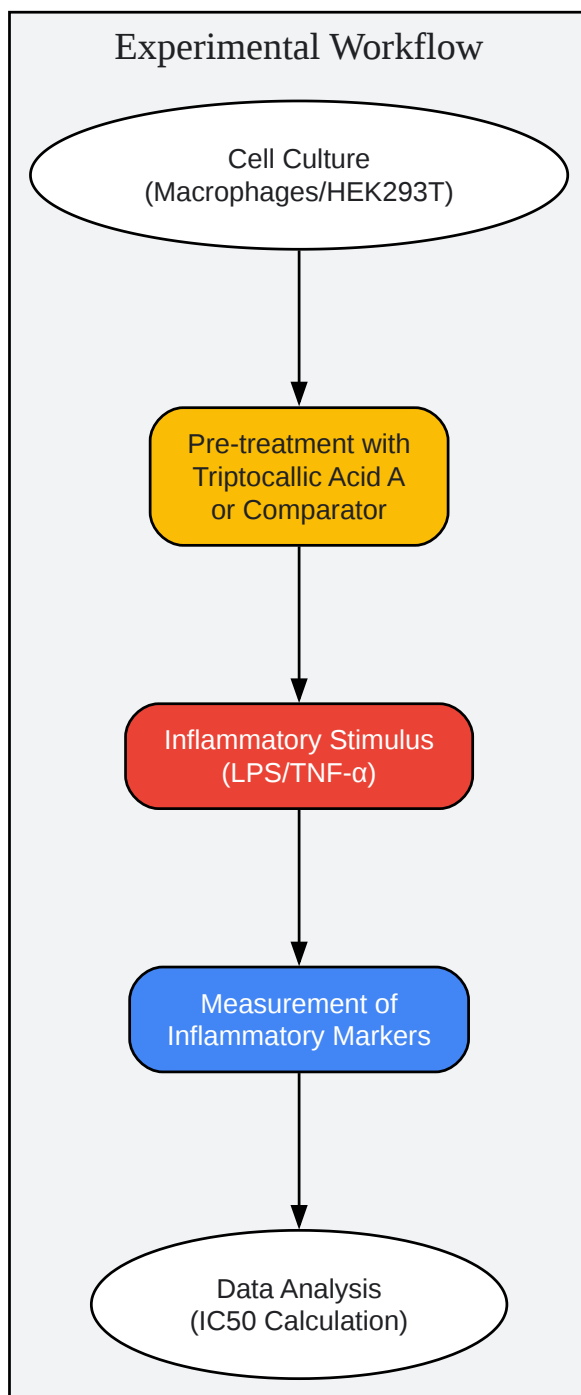 Experimental Workflow
Cell Culture
(Macrophages/HEK293T)
Pre-treatment with
Triptocallic Acid A
or Comparator
Inflammatory Stimulus
(LPS/TNF-α)
Measurement of
Inflammatory Markers
Data Analysis
(IC50 Calculation)